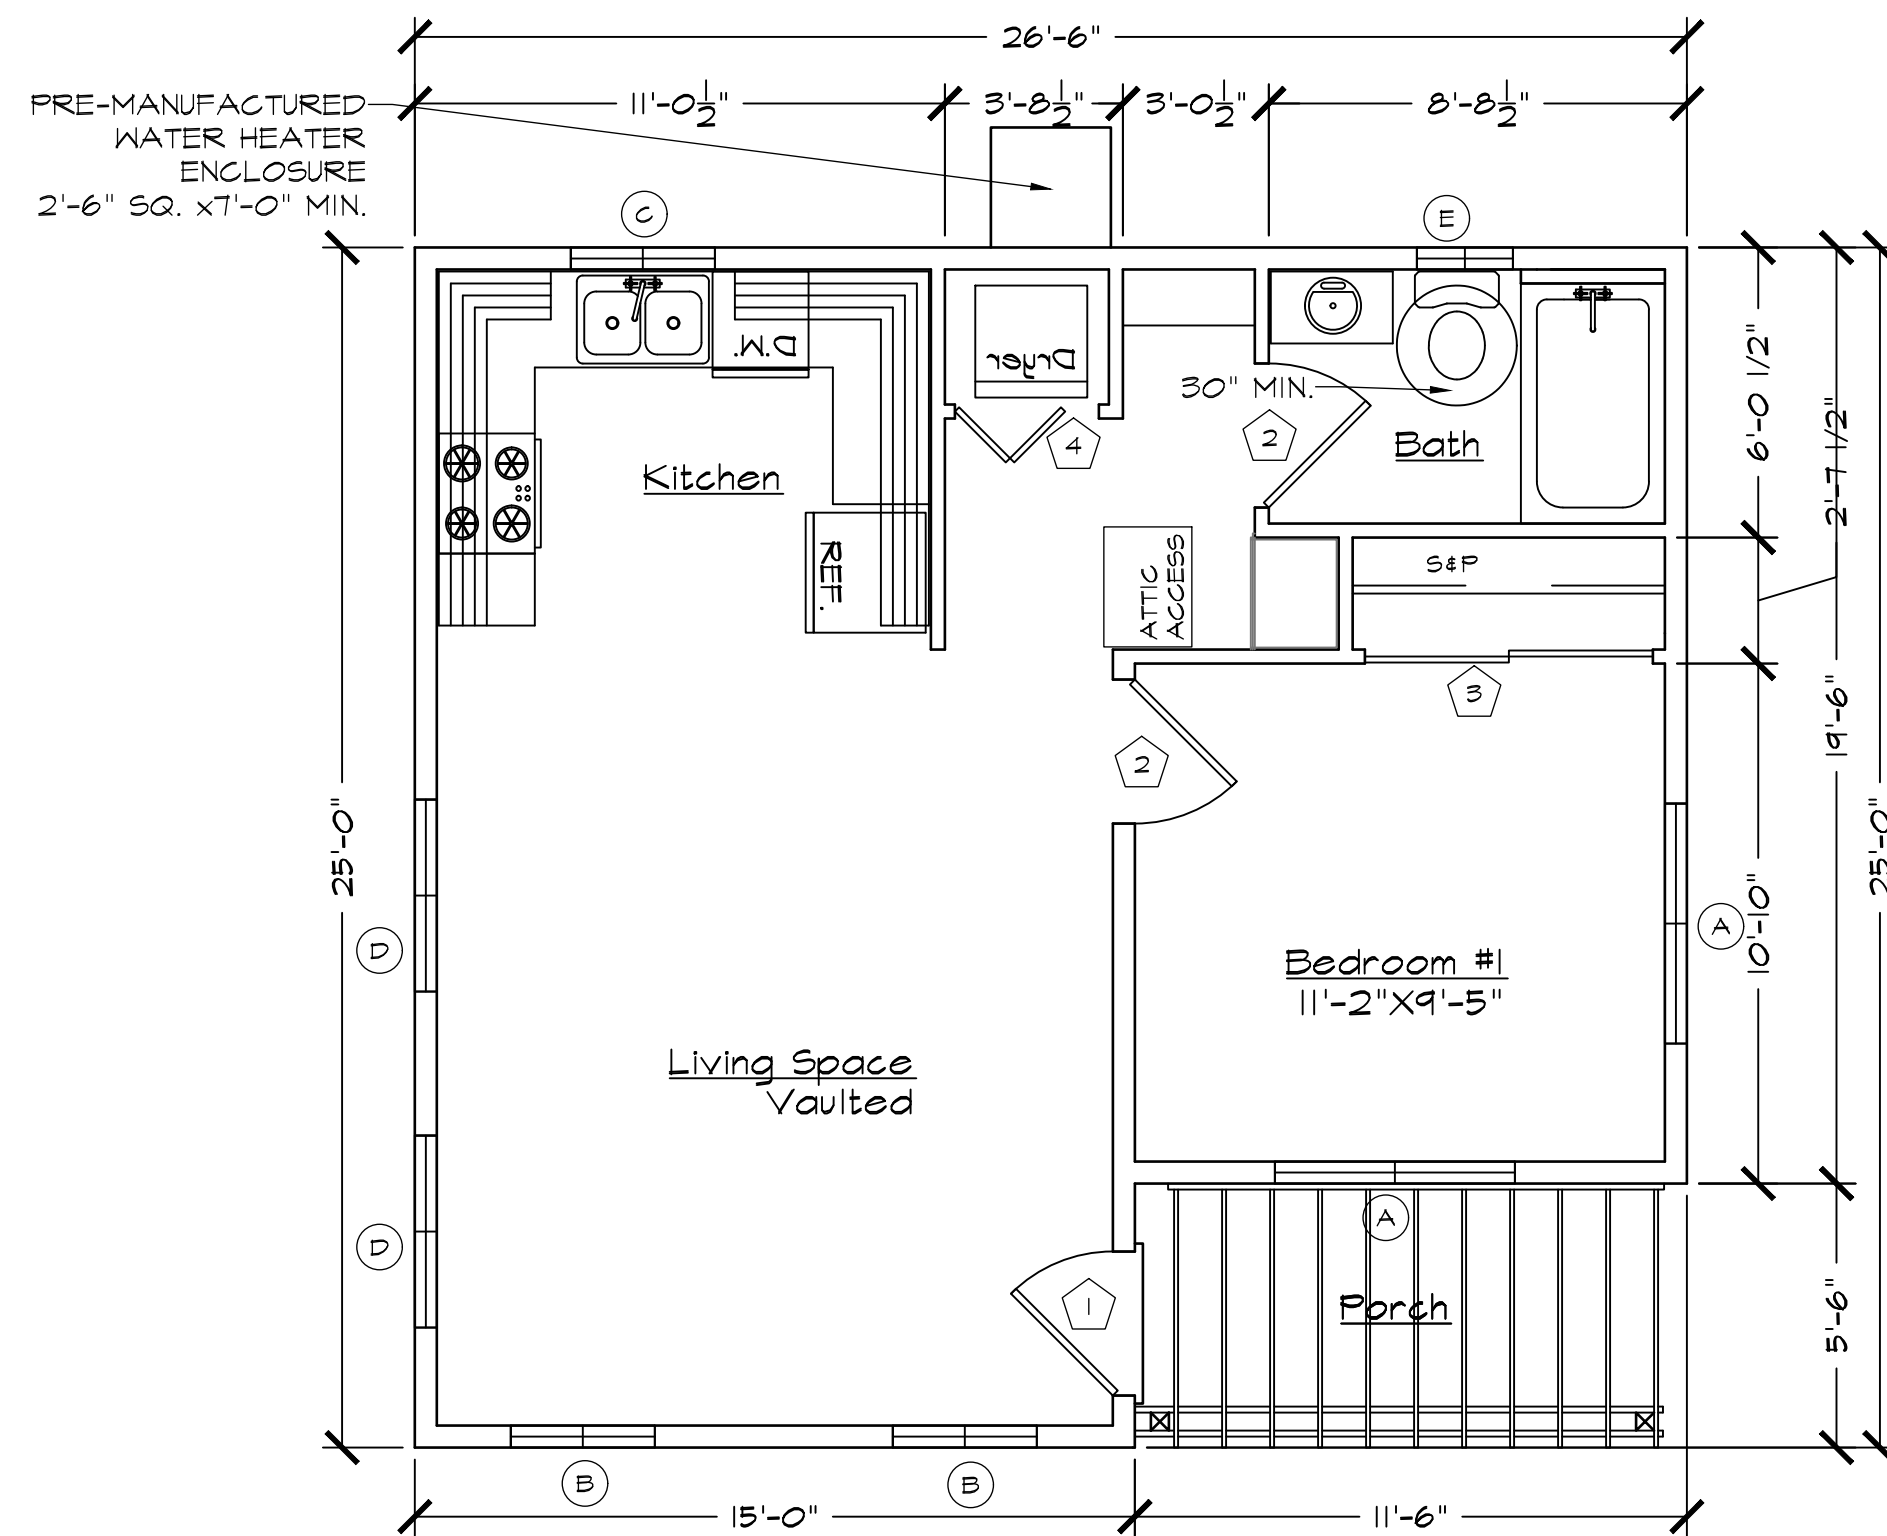 26'-6"
11'-0 1/2"
3'-8 1/2"
3'-0 1/2"
8'-8 1/2"
PRE-MANUFACTURED
WATER HEATER
ENCLOSURE
2'-6" SQ. x7'-0" MIN.
C
E
D.W.
Dryer
30" MIN.
4
2
Bath
Kitchen
6'-0 1/2"
2'-7 1/2"
REF.
ATTIC
ACCESS
S&P
3
2
19'-6"
25'-0"
25'-0"
D
A
10'-10"
Bedroom #1
11'-2"X9'-5"
Living Space
Vaulted
D
A
1
Porch
5'-6"
B
B
15'-0"
11'-6"